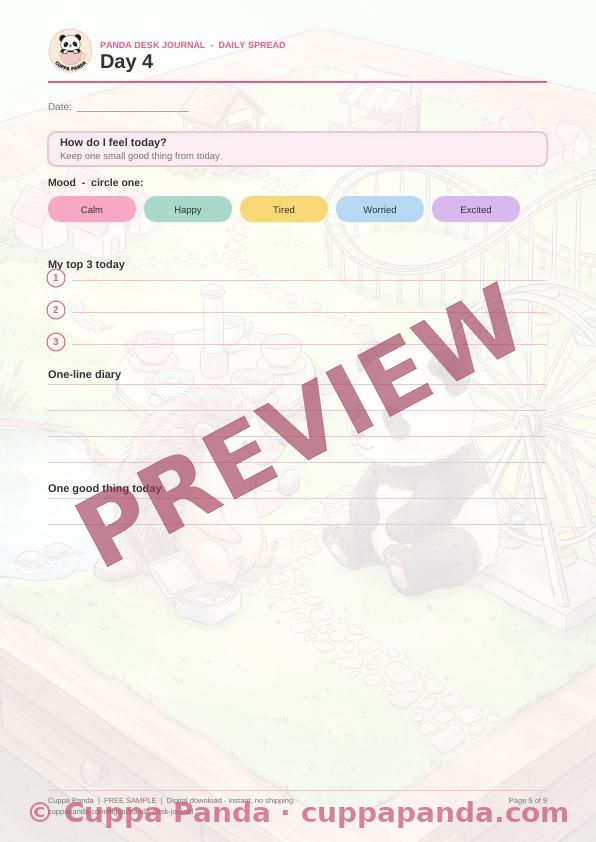 CUPPA PANDA
PANDA DESK JOURNAL - DAILY SPREAD
Day 4
Date: ____________________
How do I feel today?
Keep one small good thing from today.
Mood - circle one:
Calm Happy Tired Worried Excited
My top 3 today
1
2
3
One-line diary
One good thing today
PREVIEW
Cuppa Panda | FREE SAMPLE | Digital download - instant, no shipping Page 5 of 9
© Cuppa Panda · cuppapanda.com